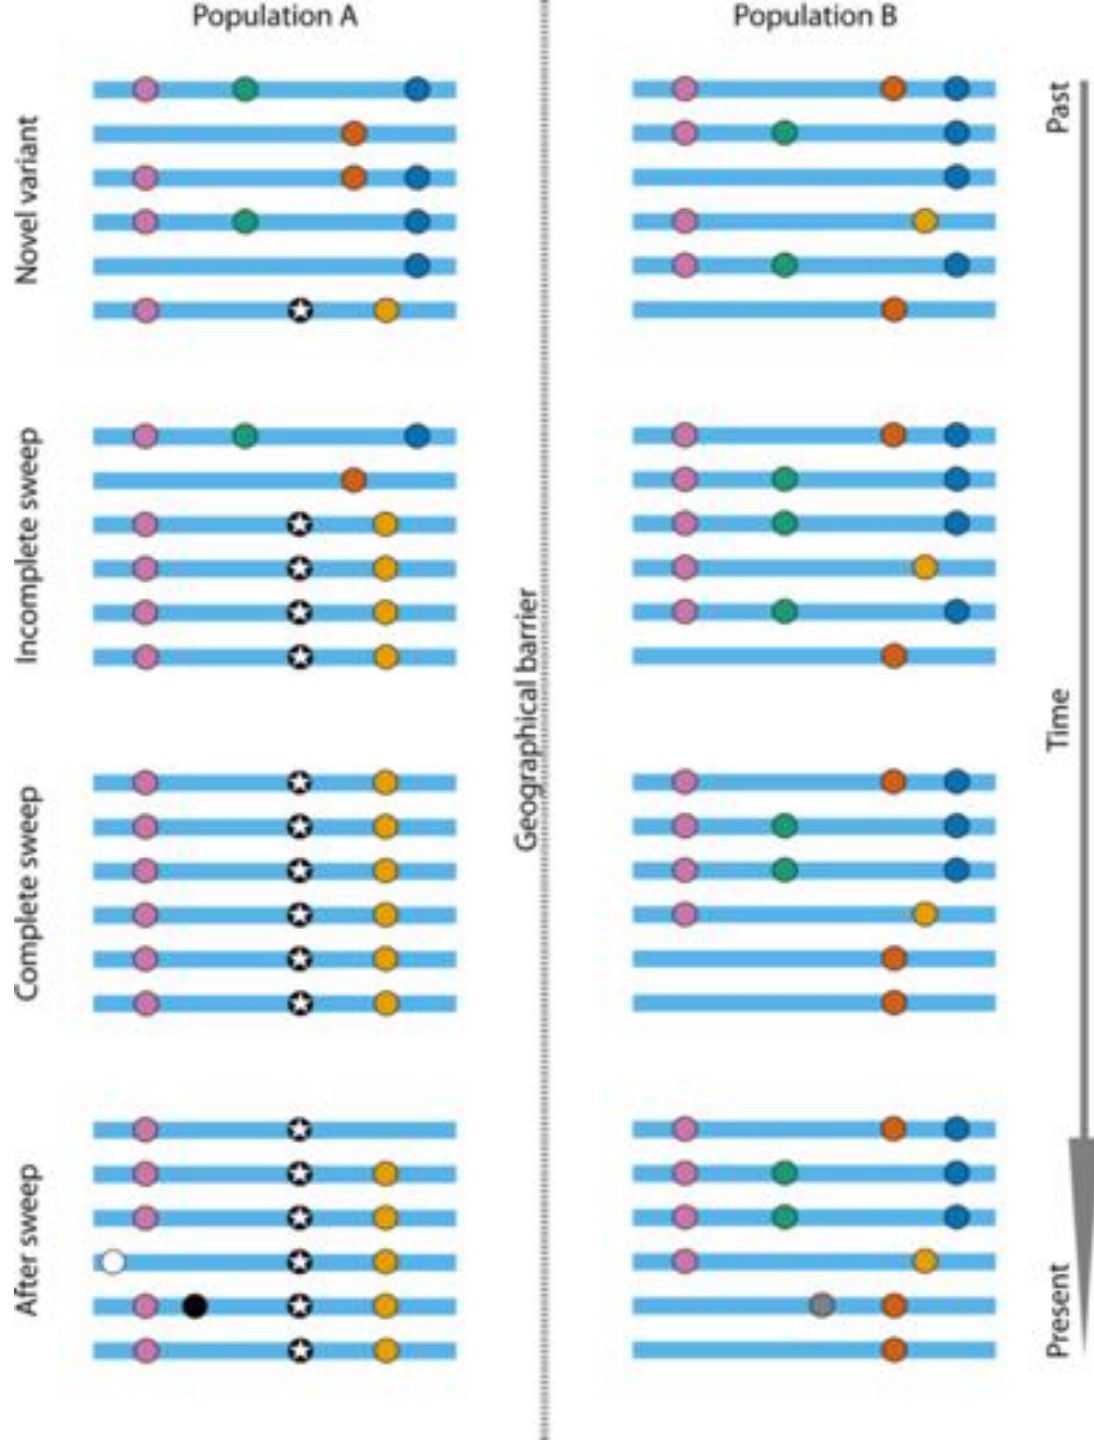 Population A
Population B
Novel variant
Past
Incomplete sweep
Geographical barrier
Time
Complete sweep
After sweep
Present